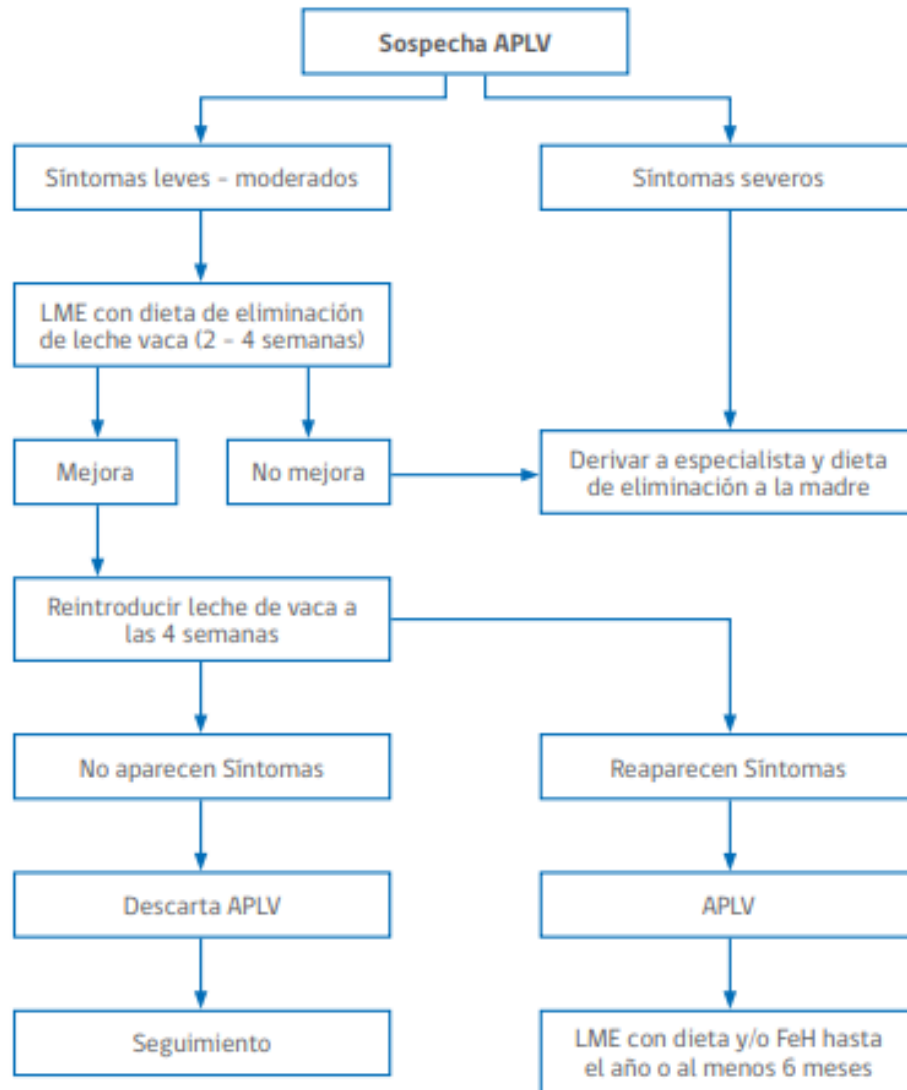 Sospecha APLV
Síntomas leves - moderados
Síntomas severos
LME con dieta de eliminación
de leche vaca (2 - 4 semanas)
Mejora
No mejora
Derivar a especialista y dieta
de eliminación a la madre
Reintroducir leche de vaca a
las 4 semanas
No aparecen Síntomas
Reaparecen Síntomas
Descarta APLV
APLV
Seguimiento
LME con dieta y/o FeH hasta
el año o al menos 6 meses